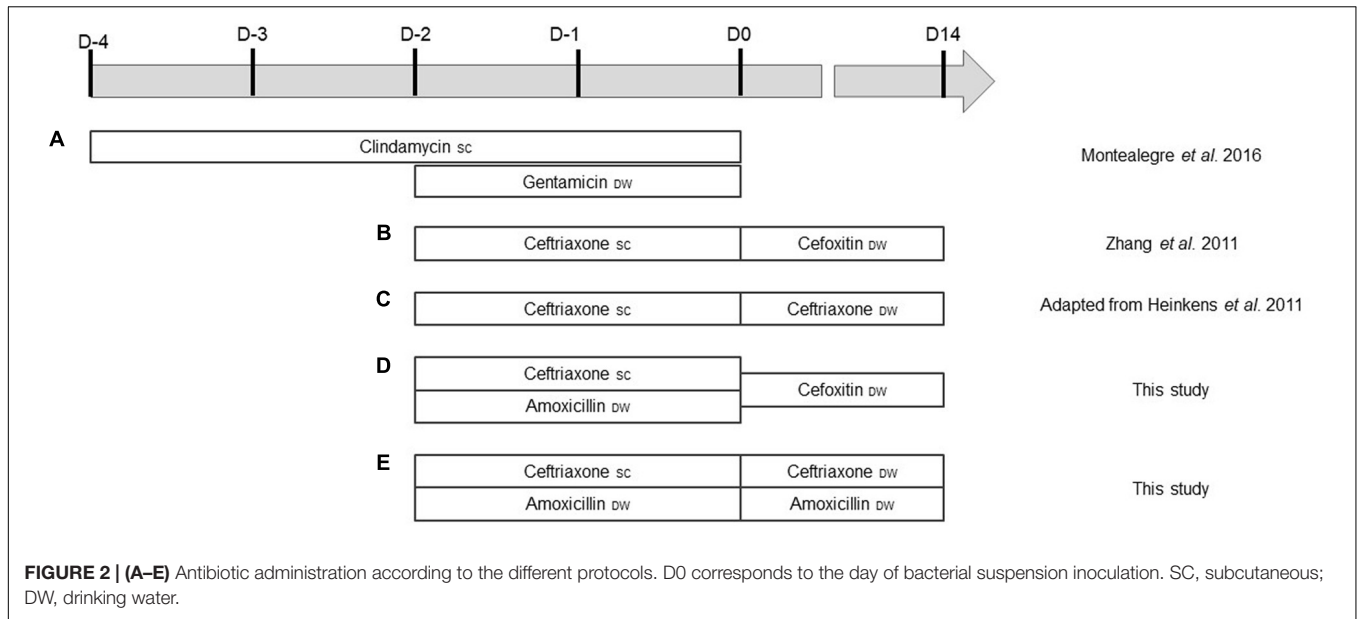 D-4 D-3 D-2 D-1 D0 D14
A
Clindamycin SC
Gentamicin DW
Montealegre et al. 2016
B
Ceftriaxone SC
Cefoxitin DW
Zhang et al. 2011
C
Ceftriaxone SC
Ceftriaxone DW
Adapted from Heinkens et al. 2011
D
Ceftriaxone SC
Amoxicillin DW
Cefoxitin DW
This study
E
Ceftriaxone SC
Ceftriaxone DW
Amoxicillin DW
Amoxicillin DW
This study
FIGURE 2 | (A–E) Antibiotic administration according to the different protocols. D0 corresponds to the day of bacterial suspension inoculation. SC, subcutaneous;
DW, drinking water.